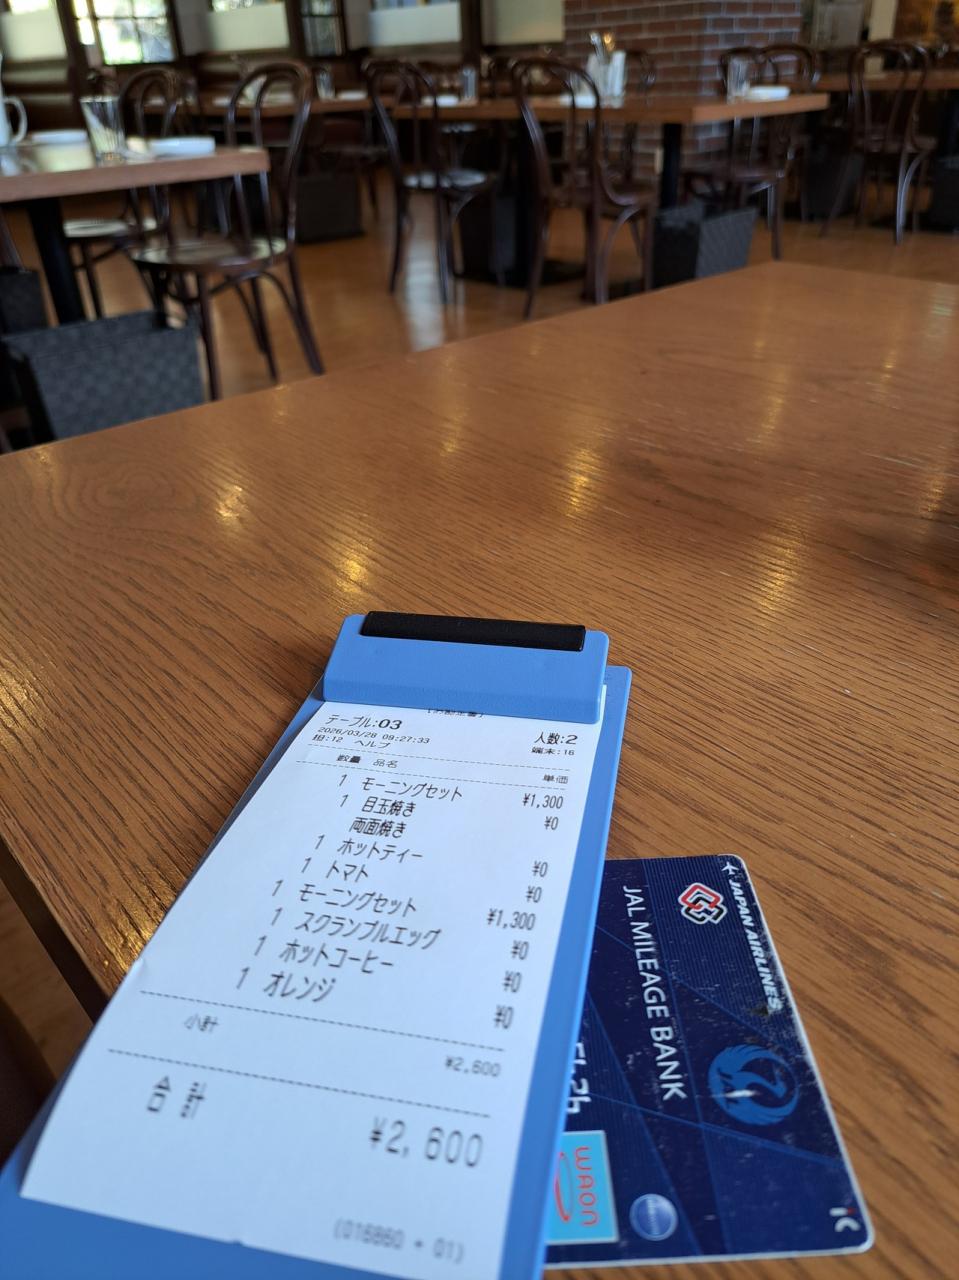 【お勘定書】
テーブル:03 人数:2
2026/03/28 09:27:33 端末:16
担:12 ヘルプ
数量 品名 単価
1 モーニングセット ¥1,300
1 目玉焼き ¥0
両面焼き
1 ホットティー ¥0
1 トマト ¥0
1 モーニングセット ¥1,300
1 スクランブルエッグ ¥0
1 ホットコーヒー ¥0
1 オレンジ ¥0
小計 ¥2,600
合計 ¥2,600
(016860 + 01)
JAPAN AIRLINES
JAL MILEAGE BANK
WAON
IC